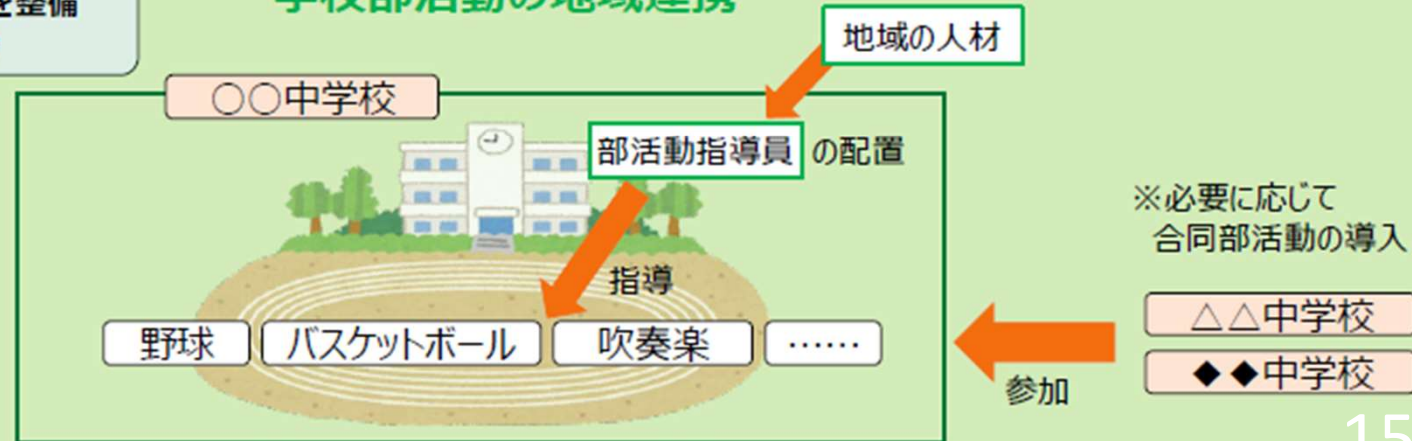 を整備
学校部活動の地域連携
地域の人材
○○中学校
部活動指導員 の配置
※必要に応じて
合同部活動の導入
指導
野球 バスケットボール 吹奏楽 ……
△△中学校
◆◆中学校
参加
15